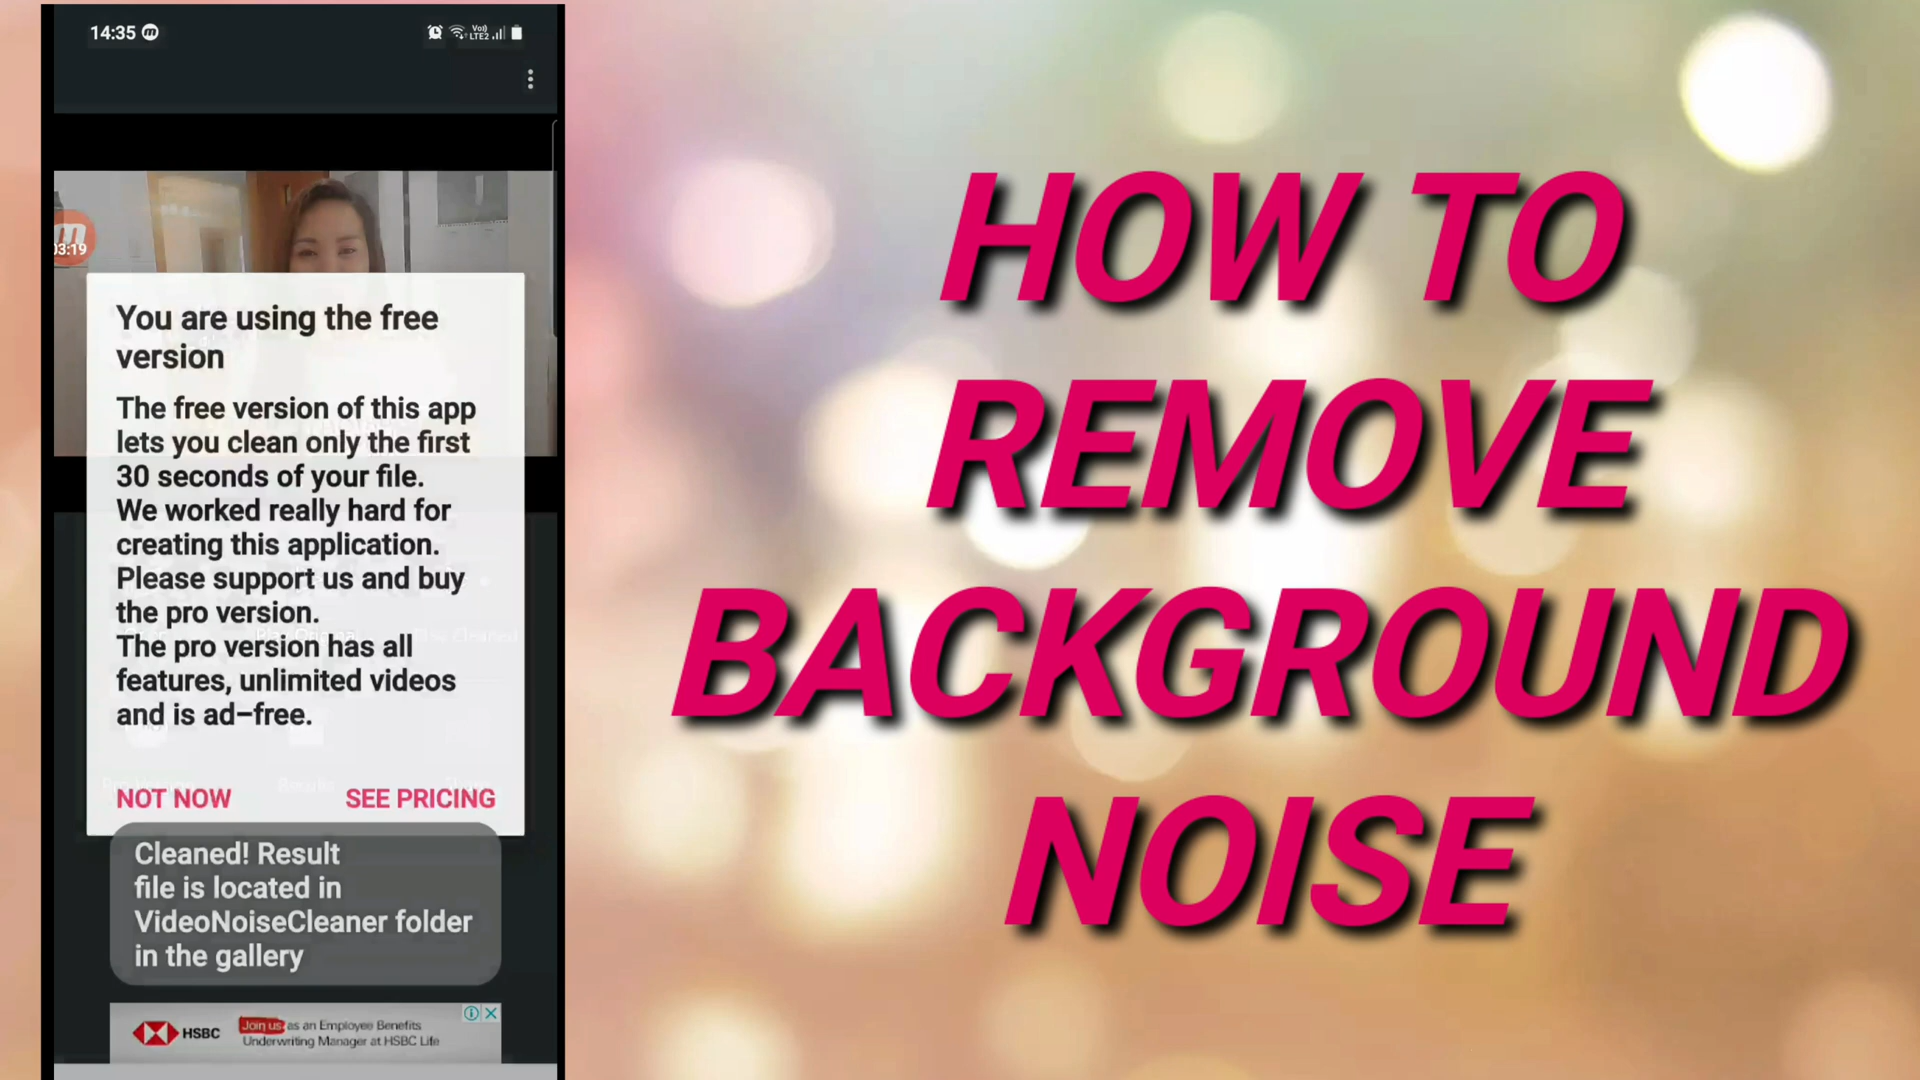 14:35
Vo))
LTE2
03:19
You are using the free
version
The free version of this app
lets you clean only the first
30 seconds of your file.
We worked really hard for
creating this application.
Please support us and buy
the pro version.
The pro version has all
features, unlimited videos
and is ad-free.
NOT NOW
SEE PRICING
Cleaned! Result
file is located in
VideoNoiseCleaner folder
in the gallery
HSBC
Join us as an Employee Benefits
Underwriting Manager at HSBC Life
HOW TO
REMOVE
BACKGROUND
NOISE